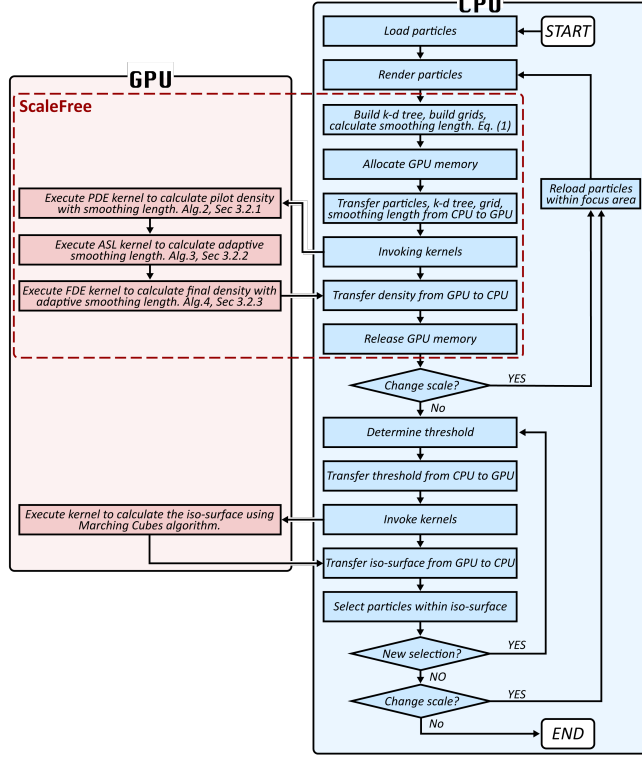 CPU
Load particles
START
Render particles
GPU
ScaleFree
Build k-d tree, build grids,
calculate smoothing length. Eq. (1)
Allocate GPU memory
Reload particles
within focus area
Execute PDE kernel to calculate pilot density
with smoothing length. Alg.2, Sec 3.2.1
Transfer particles, k-d tree, grid,
smoothing length from CPU to GPU
Execute ASL kernel to calculate adaptive
smoothing length. Alg.3, Sec 3.2.2
Invoking kernels
Execute FDE kernel to calculate final density with
adaptive smoothing length. Alg.4, Sec 3.2.3
Transfer density from GPU to CPU
Release GPU memory
Change scale?
YES
No
Determine threshold
Transfer threshold from CPU to GPU
Execute kernel to calculate the iso-surface using
Marching Cubes algorithm.
Invoke kernels
Transfer iso-surface from GPU to CPU
Select particles within iso-surface
New selection?
YES
NO
Change scale?
YES
No
END